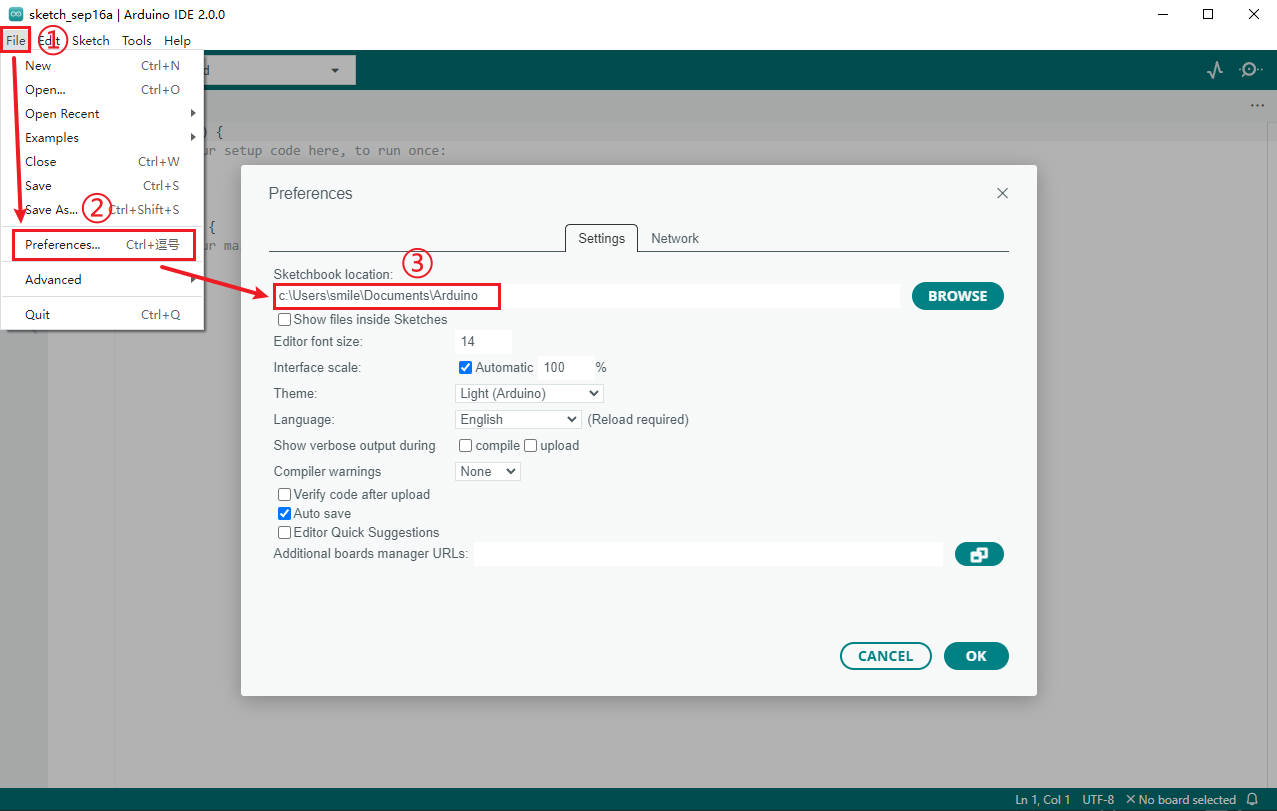 sketch_sep16a | Arduino IDE 2.0.0
File Edit Sketch Tools Help
①
New Ctrl+N
Open... Ctrl+O
Open Recent
Examples
Close Ctrl+W
Save Ctrl+S
Save As... Ctrl+Shift+S
②
Preferences... Ctrl+逗号
Advanced
Quit Ctrl+Q
d
) {
ur setup code here, to run once:
{
ur ma
Preferences
Settings Network
③
Sketchbook location:
c:\Users\smile\Documents\Arduino
BROWSE
Show files inside Sketches
Editor font size: 14
Interface scale: Automatic 100 %
Theme: Light (Arduino)
Language: English (Reload required)
Show verbose output during compile upload
Compiler warnings None
Verify code after upload
Auto save
Editor Quick Suggestions
Additional boards manager URLs:
CANCEL OK
Ln 1, Col 1 UTF-8 No board selected